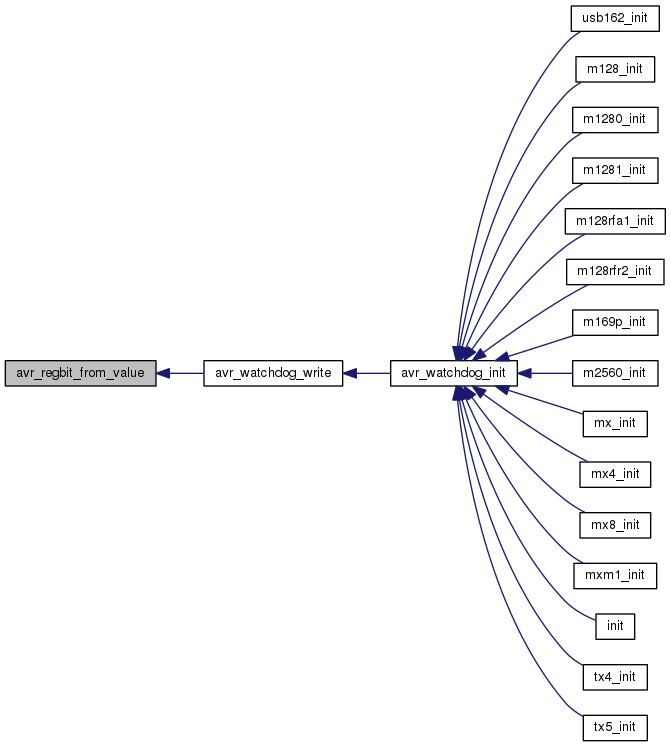 usb162_init
m128_init
m1280_init
m1281_init
m128rfa1_init
m128rfr2_init
m169p_init
avr_regbit_from_value
avr_watchdog_write
avr_watchdog_init
m2560_init
mx_init
mx4_init
mx8_init
mxm1_init
init
tx4_init
tx5_init